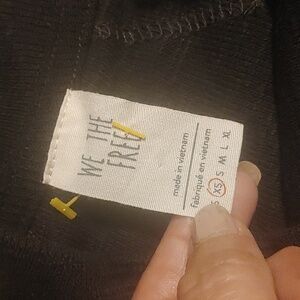 WE THE
FREE
made in vietnam
fabriqué en vietnam
S XS S M L XL